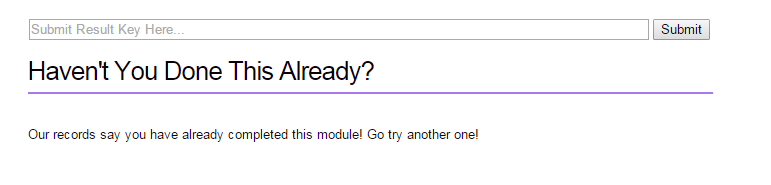 Submit Result Key Here... Submit
Haven't You Done This Already?
Our records say you have already completed this module! Go try another one!